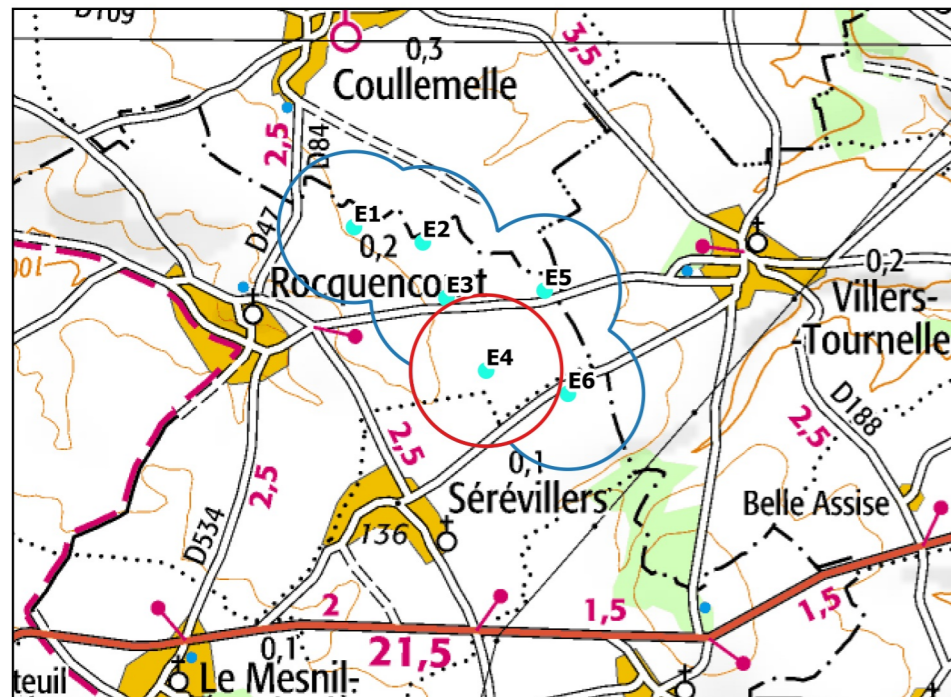 D109
0,3
3,5
Coullemelle
2,5
D84
D47
E1
E2
0,2
Rocquencourt
E3
E5
0,2
Villers-
-Tournelle
100
E4
E6
D188
2,5
2,5
2,5
0,1
Sérévillers
Belle Assise
136
D534
2
1,5
1,5
21,5
0,1
Le Mesnil-
teuil